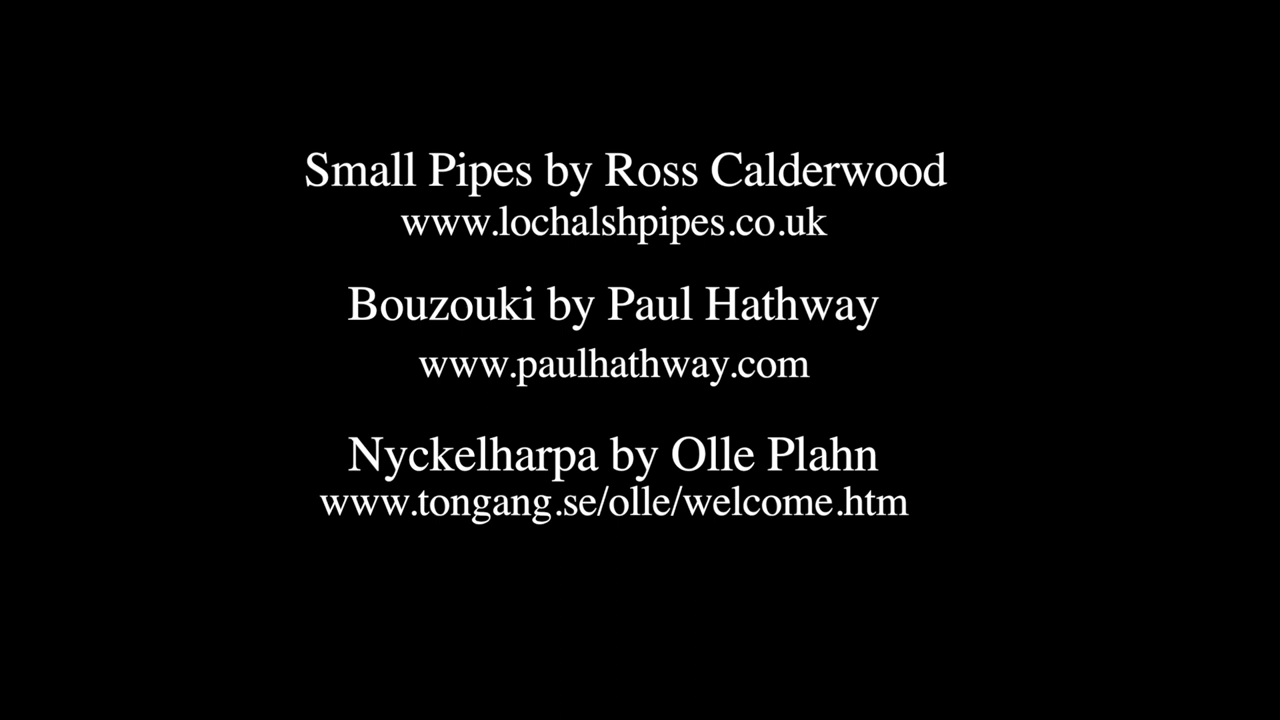 Small Pipes by Ross Calderwood
www.lochalshpipes.co.uk
Bouzouki by Paul Hathway
www.paulhathway.com
Nyckelharpa by Olle Plahn
www.tongang.se/olle/welcome.htm